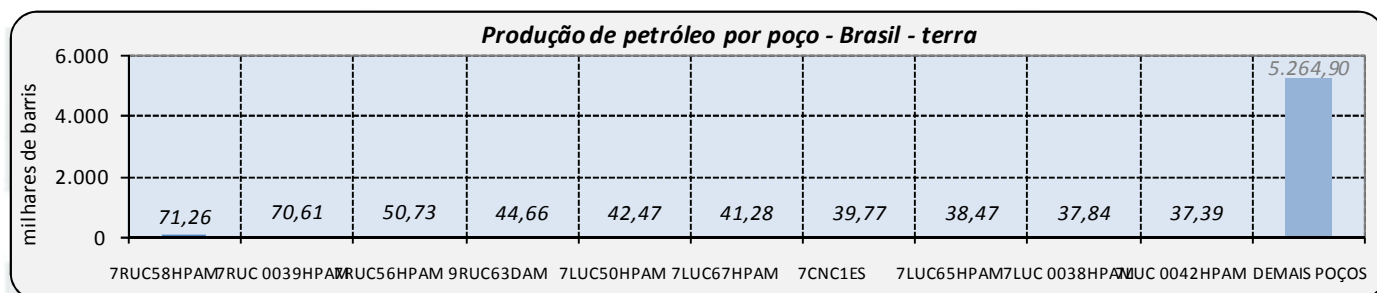 Produção de petróleo por poço - Brasil - terra
milhares de barris
6.000
4.000
2.000
0
71,26 70,61 50,73 44,66 42,47 41,28 39,77 38,47 37,84 37,39 5.264,90
7RUC58HPAM 7RUC 0039HPAM 7RUC56HPAM 9RUC63DAM 7LUC50HPAM 7LUC67HPAM 7CNC1ES 7LUC65HPAM 7LUC 0038HPAM 7LUC 0042HPAM DEMAIS POÇOS